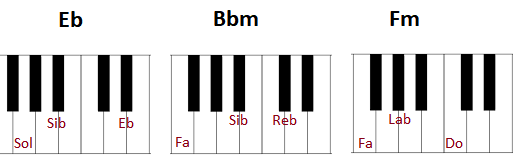 Eb Bbm Fm
Sib Eb Sib Reb Lab
Sol Fa Fa Do